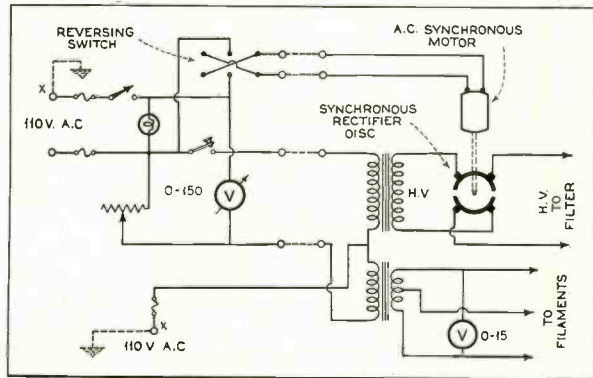 REVERSING
SWITCH
A.C. SYNCHRONOUS
MOTOR
X
110 V. A.C
SYNCHRONOUS
RECTIFIER
DISC
0-150
V
H.V
H.V. TO
FILTER
X
110 V A.C
V
0-15
TO
FILAMENTS